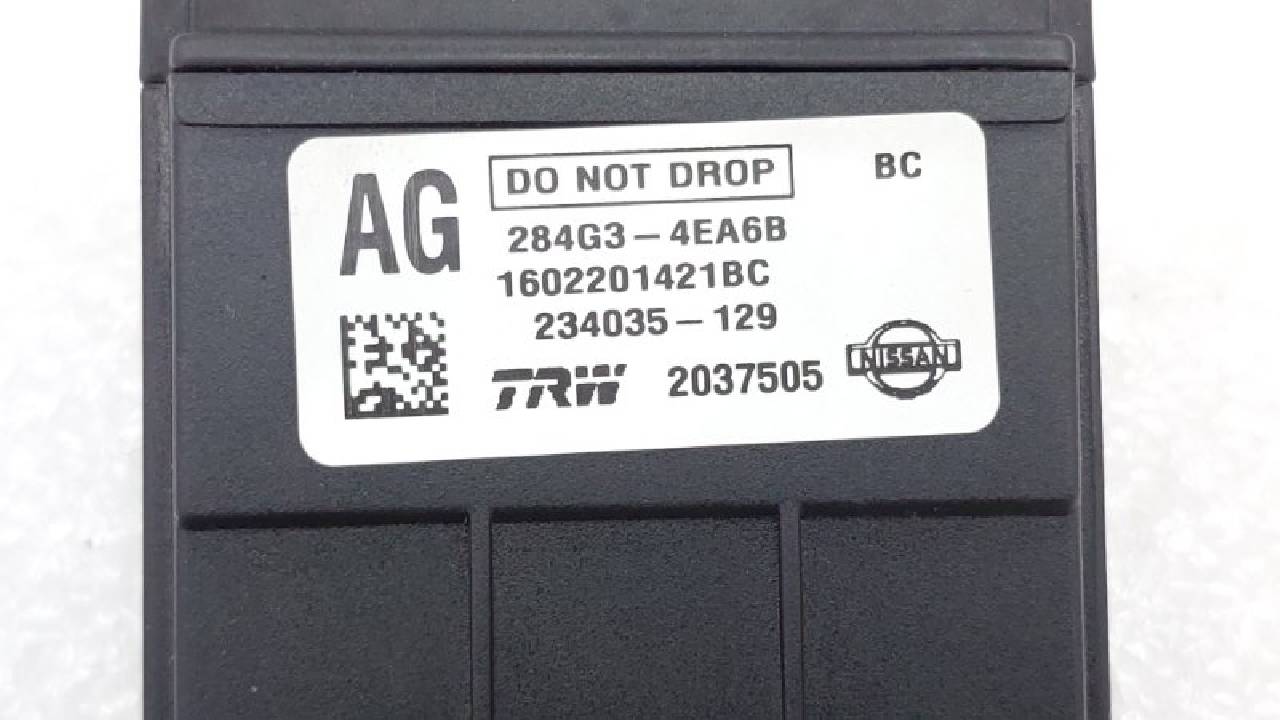 AG
DO NOT DROP
BC
284G3-4EA6B
1602201421BC
234035-129
TRW 2037505 NISSAN